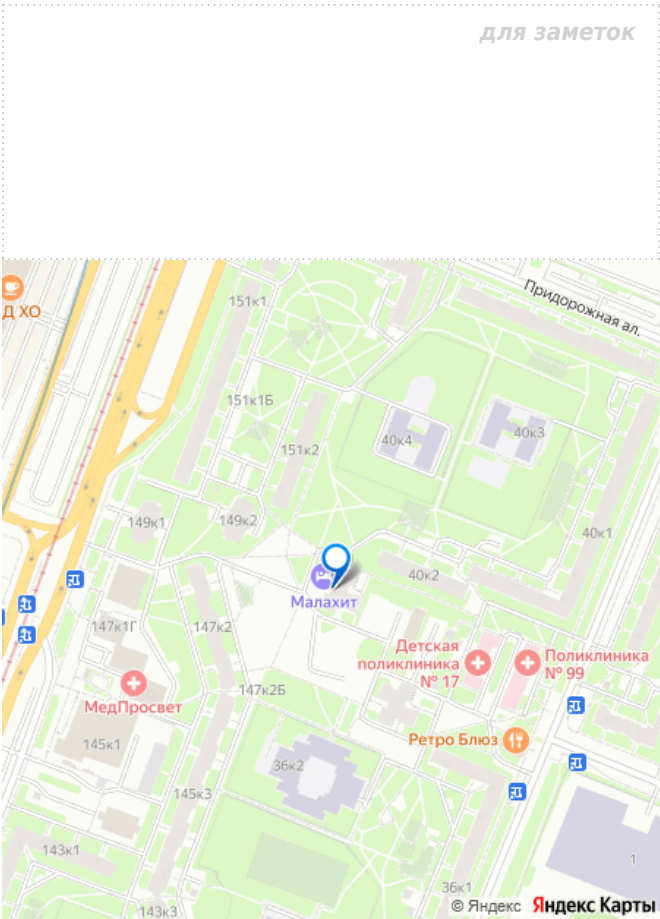 для заметок
Придорожная ал.
151к1
Д ХО
151к1Б
40к4
40к3
151к2
149к1
149к2
40к1
40к2
Малахит
147к1Г
147к2
Детская
поликлиника
№ 17
Поликлиника
№ 99
147к2Б
МедПросвет
Ретро Блюз
145к1
36к2
145к3
143к1
1
36к1
143к3
© Яндекс Яндекс Карты